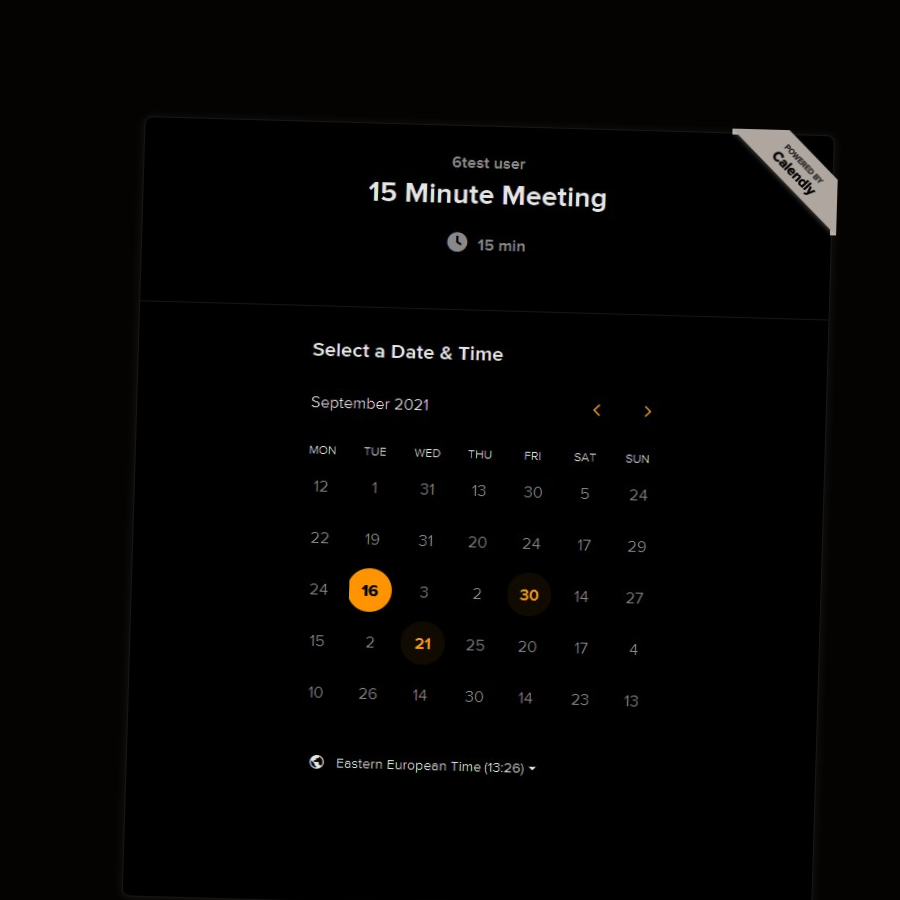 POWERED BY
Calendly
6test user
15 Minute Meeting
15 min
Select a Date & Time
September 2021
MON TUE WED THU FRI SAT SUN
12 1 31 13 30 5 24
22 19 31 20 24 17 29
24 16 3 2 30 14 27
15 2 21 25 20 17 4
10 26 14 30 14 23 13
Eastern European Time (13:26)